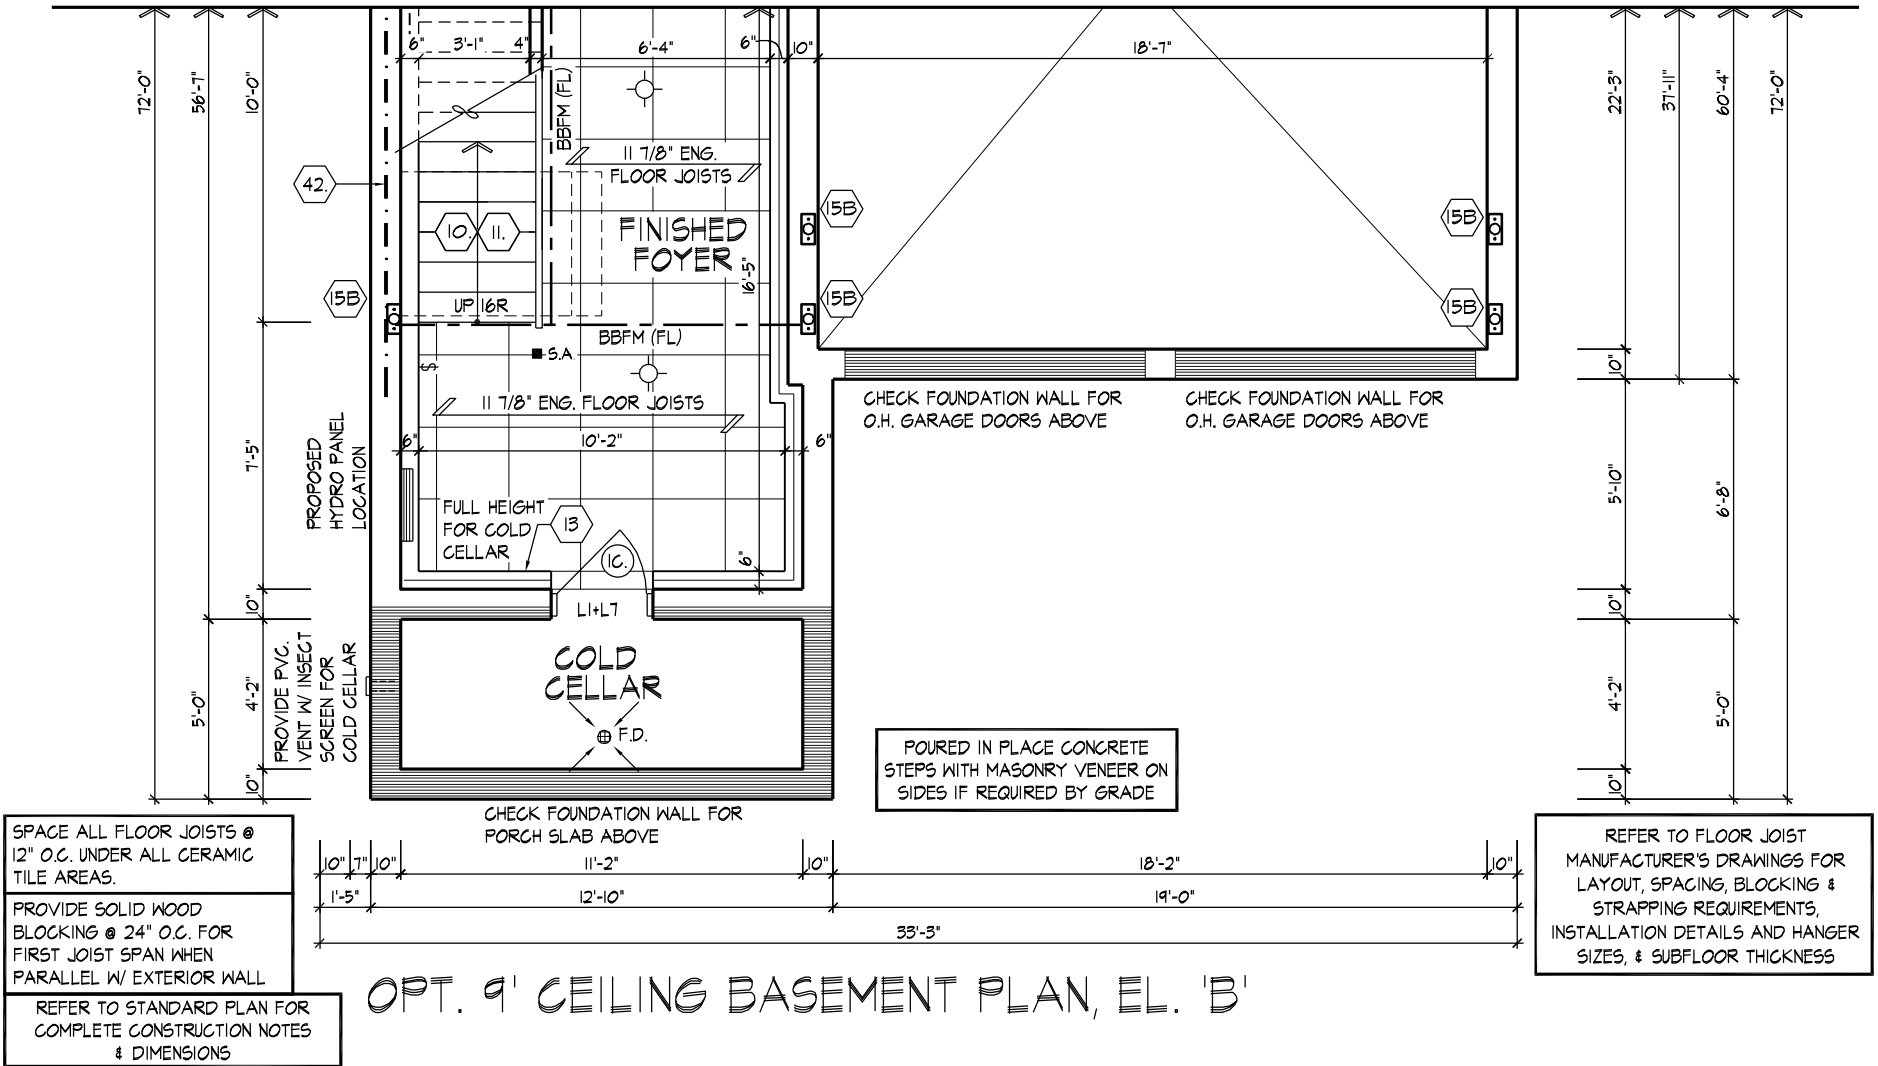 6" 3'-1" 4" 6'-4" 6" 10" 18'-7"
72'-0"
56'-7"
10'-0"
22'-3"
37'-11"
60'-4"
72'-0"
BBFM (FL)
11 7/8" ENG.
FLOOR JOISTS
42.
10. 11.
FINISHED
FOYER
16'-5"
15B
15B
15B
15B
15B
UP 16R
BBFM (FL)
S.A.
S
10"
CHECK FOUNDATION WALL FOR
O.H. GARAGE DOORS ABOVE
CHECK FOUNDATION WALL FOR
O.H. GARAGE DOORS ABOVE
11 7/8" ENG. FLOOR JOISTS
6" 10'-2" 6"
7'-5"
PROPOSED
HYDRO PANEL
LOCATION
5'-10"
6'-8"
FULL HEIGHT
FOR COLD
CELLAR
13
1C.
6"
10"
L1+L7
10"
COLD
CELLAR
F.D.
5'-0"
4'-2"
PROVIDE PVC.
VENT W/ INSECT
SCREEN FOR
COLD CELLAR
4'-2"
5'-0"
10"
10"
POURED IN PLACE CONCRETE
STEPS WITH MASONRY VENEER ON
SIDES IF REQUIRED BY GRADE
CHECK FOUNDATION WALL FOR
PORCH SLAB ABOVE
SPACE ALL FLOOR JOISTS @
12" O.C. UNDER ALL CERAMIC
TILE AREAS.
PROVIDE SOLID WOOD
BLOCKING @ 24" O.C. FOR
FIRST JOIST SPAN WHEN
PARALLEL W/ EXTERIOR WALL
REFER TO STANDARD PLAN FOR
COMPLETE CONSTRUCTION NOTES
& DIMENSIONS
10" 7" 10" 11'-2" 10" 18'-2" 10"
1'-5" 12'-10" 19'-0"
33'-3"
REFER TO FLOOR JOIST
MANUFACTURER'S DRAWINGS FOR
LAYOUT, SPACING, BLOCKING &
STRAPPING REQUIREMENTS,
INSTALLATION DETAILS AND HANGER
SIZES, & SUBFLOOR THICKNESS
OPT. 9' CEILING BASEMENT PLAN, EL. 'B'